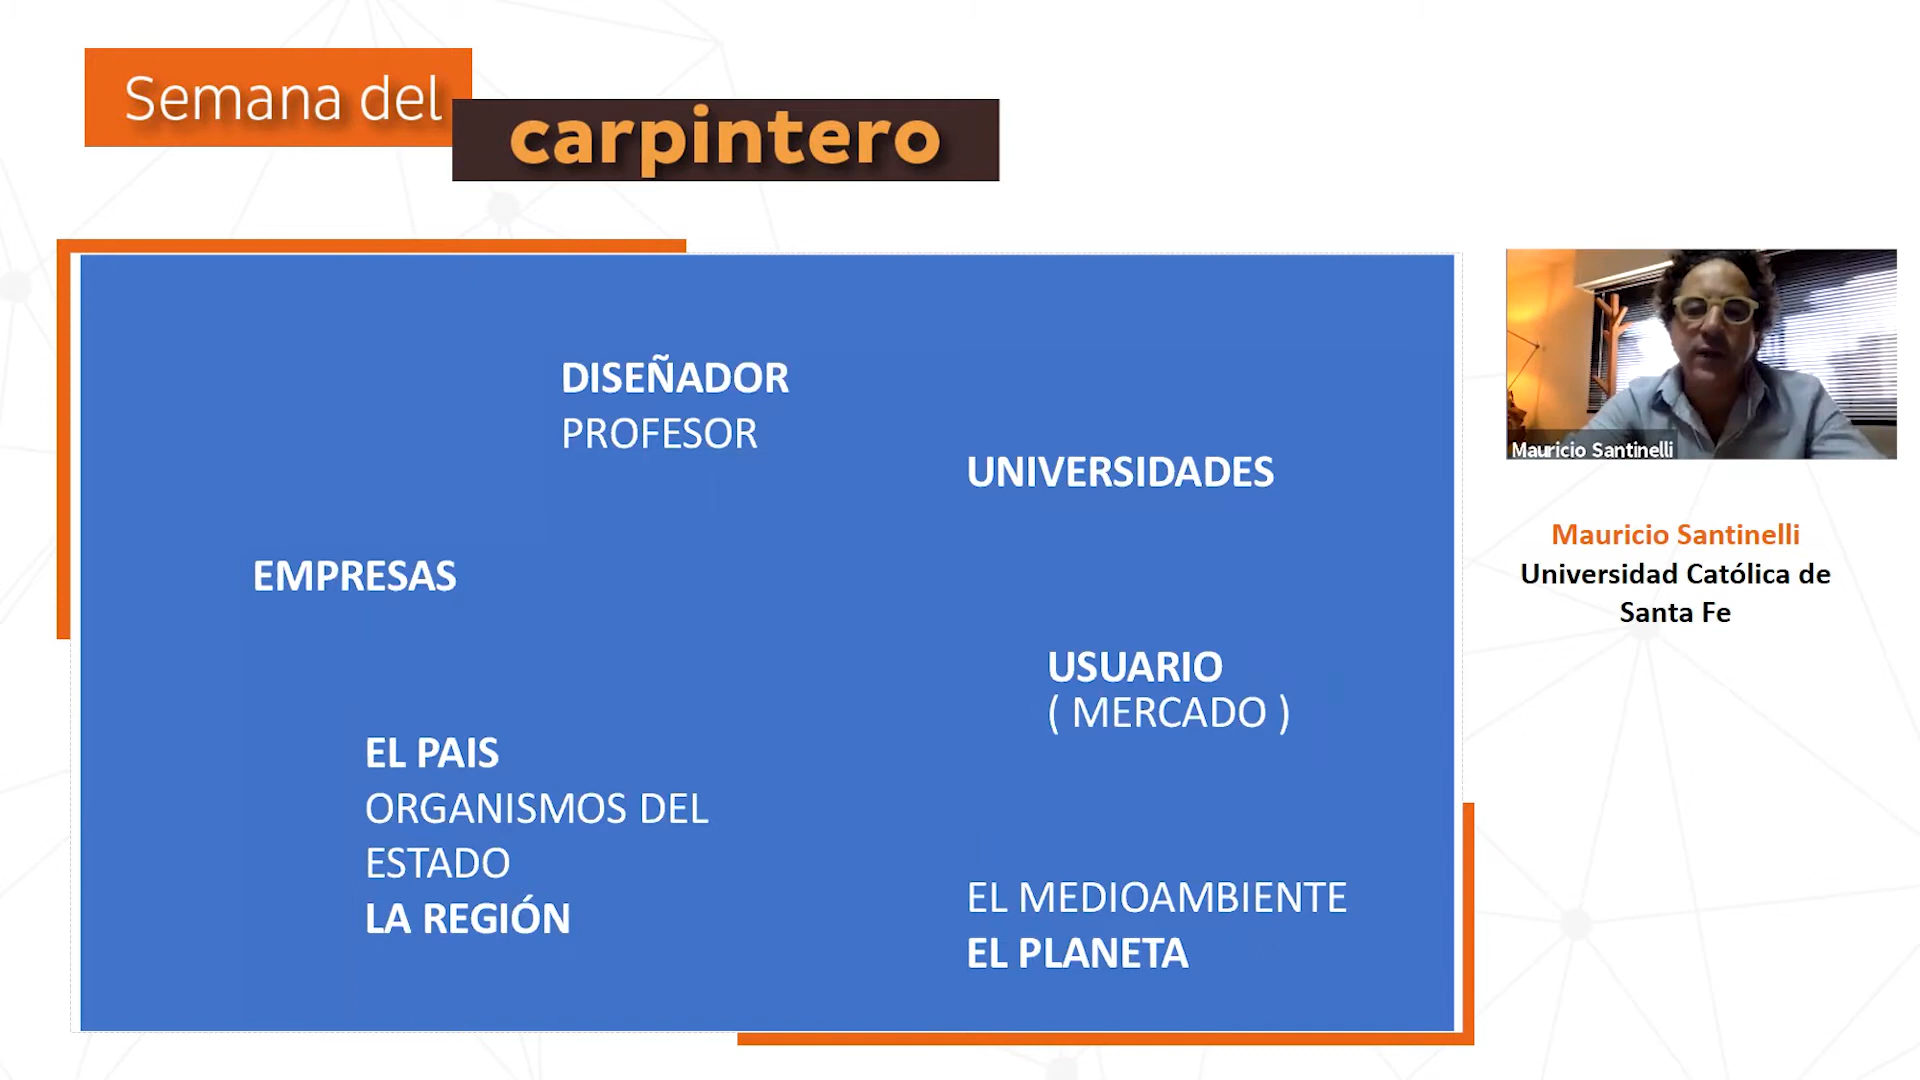 Semana del
carpintero
DISEÑADOR
PROFESOR
UNIVERSIDADES
EMPRESAS
USUARIO
( MERCADO )
EL PAIS
ORGANISMOS DEL
ESTADO
LA REGIÓN
EL MEDIOAMBIENTE
EL PLANETA
Mauricio Santinelli
Mauricio Santinelli
Universidad Católica de
Santa Fe